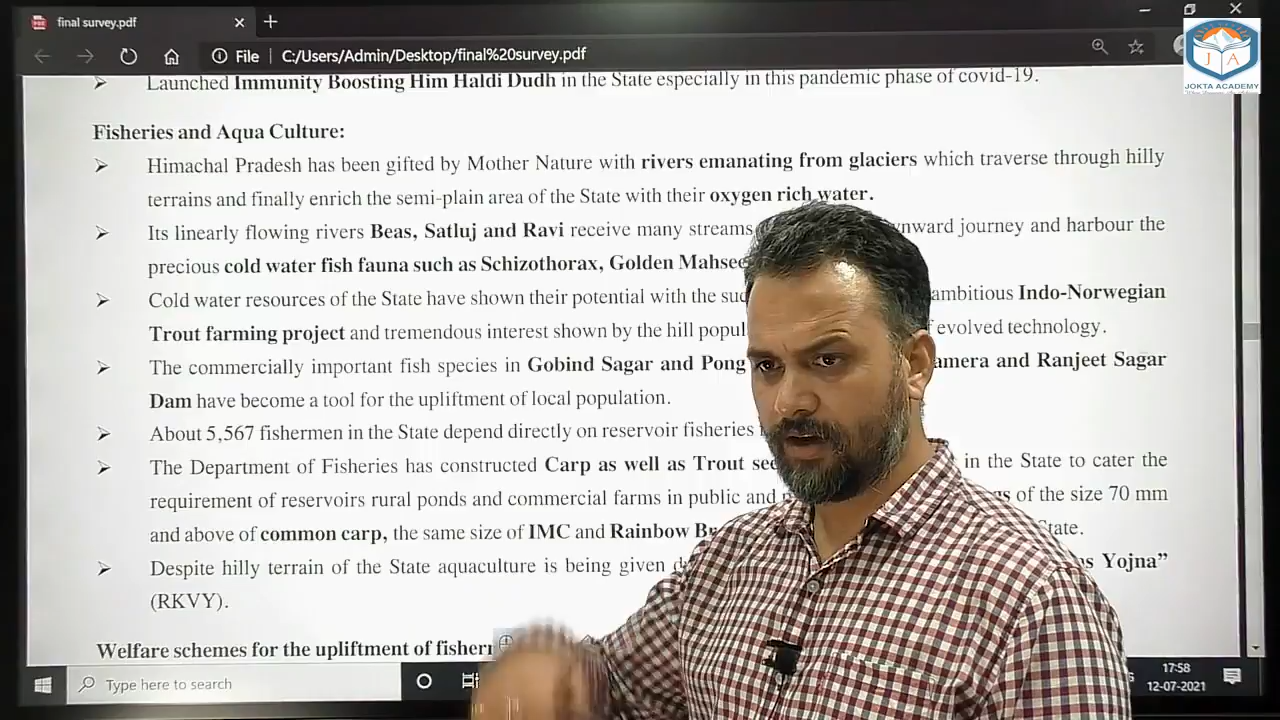 final survey.pdf
File C:/Users/Admin/Desktop/final%20survey.pdf
J A
JOKTA ACADEMY
Launched Immunity Boosting Him Haldi Dudh in the State especially in this pandemic phase of covid-19.
Fisheries and Aqua Culture:
➢ Himachal Pradesh has been gifted by Mother Nature with rivers emanating from glaciers which traverse through hilly
terrains and finally enrich the semi-plain area of the State with their oxygen rich water.
➢ Its linearly flowing rivers Beas, Satluj and Ravi receive many streams journey and harbour the
precious cold water fish fauna such as Schizothorax, Golden
➢ Cold water resources of the State have shown their potential with the ambitious Indo-Norwegian
Trout farming project and tremendous interest shown by the hill evolved technology.
➢ The commercially important fish species in Gobind Sagar and Pong and Ranjeet Sagar
Dam have become a tool for the upliftment of local population.
➢ About 5,567 fishermen in the State depend directly on reservoir fisheries
➢ The Department of Fisheries has constructed Carp as well as Trout in the State to cater the
requirement of reservoirs rural ponds and commercial farms in public and of the size 70 mm
and above of common carp, the same size of IMC and Rainbow State.
➢ Despite hilly terrain of the State aquaculture is being given Yojna”
(RKVY).
Welfare schemes for the upliftment of
Type here to search
17:58
12-07-2021